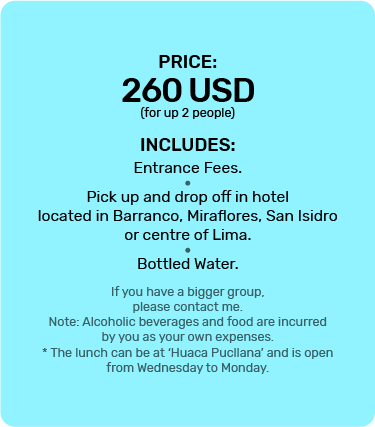 PRICE:
260 USD
(for up 2 people)
INCLUDES:
Entrance Fees.
•
Pick up and drop off in hotel
located in Barranco, Miraflores, San Isidro
or centre of Lima.
•
Bottled Water.
If you have a bigger group,
please contact me.
Note: Alcoholic beverages and food are incurred
by you as your own expenses.
* The lunch can be at ‘Huaca Pucllana’ and is open
from Wednesday to Monday.